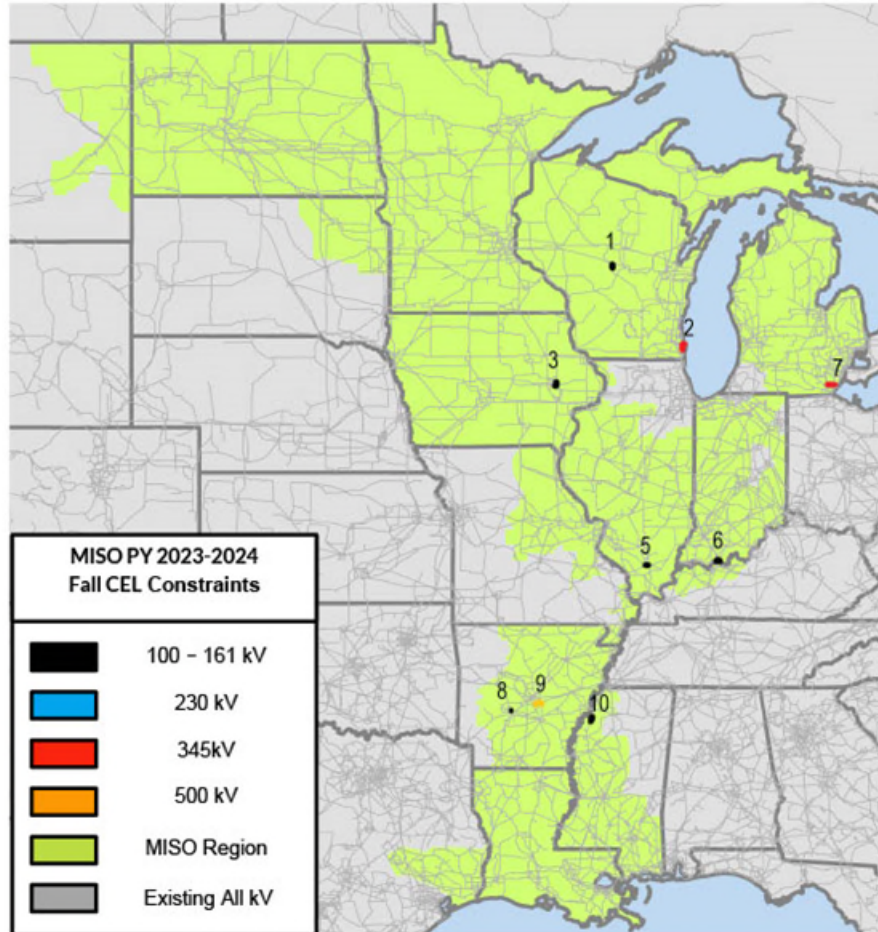 1
2
3
7
5
6
8
9
10
MISO PY 2023-2024
Fall CEL Constraints
100 – 161 kV
230 kV
345kV
500 kV
MISO Region
Existing All kV